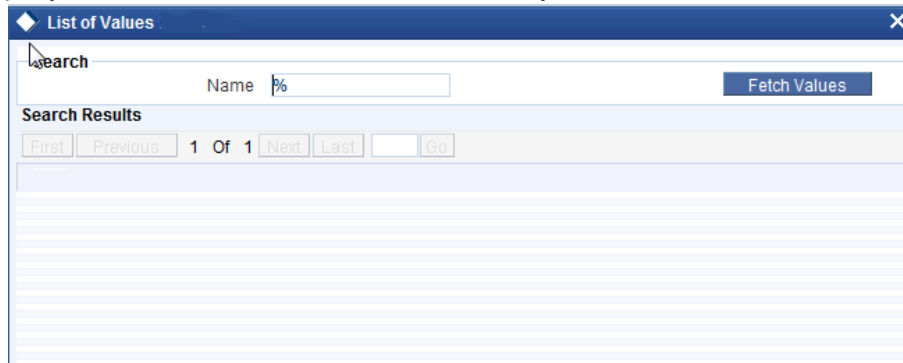 List of Values
Search
Name %
Fetch Values
Search Results
First Previous 1 Of 1 Next Last Go